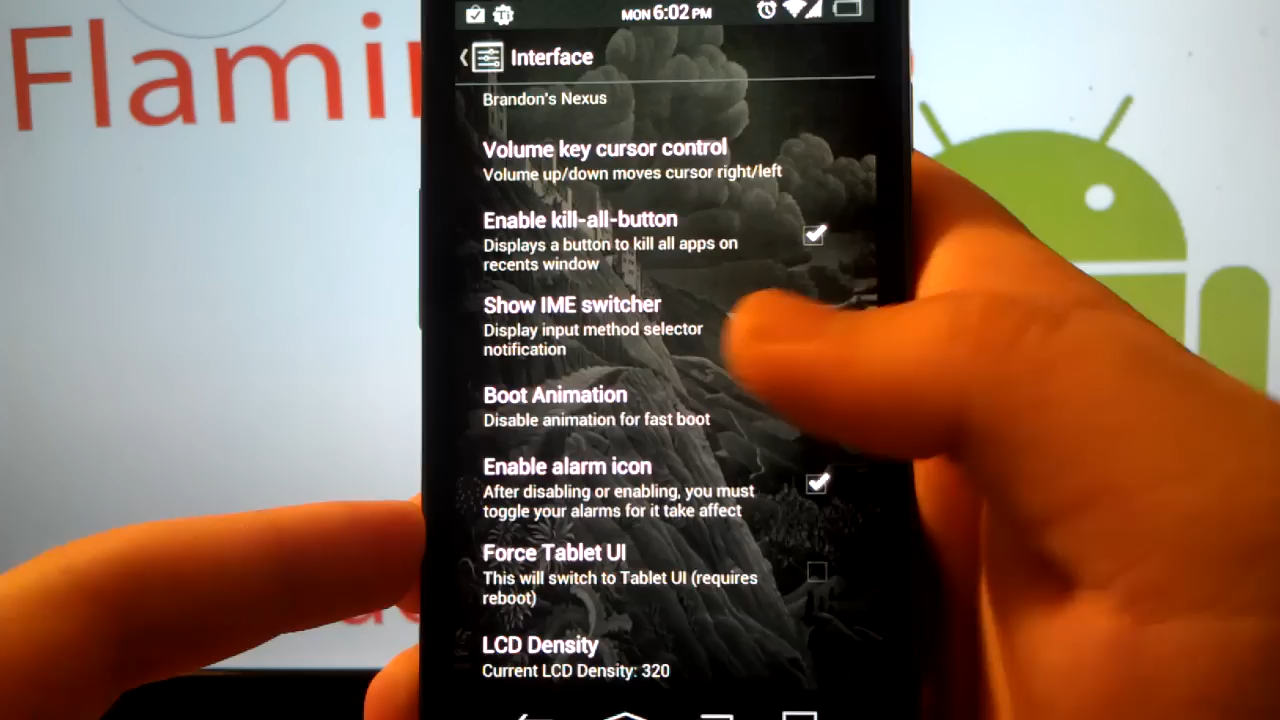 MON 6:02 PM
Flami
Interface
Brandon's Nexus
Volume key cursor control
Volume up/down moves cursor right/left
Enable kill-all-button
Displays a button to kill all apps on
recents window
Show IME switcher
Display input method selector
notification
Boot Animation
Disable animation for fast boot
Enable alarm icon
After disabling or enabling, you must
toggle your alarms for it take affect
Force Tablet UI
This will switch to Tablet UI (requires
reboot)
LCD Density
Current LCD Density: 320